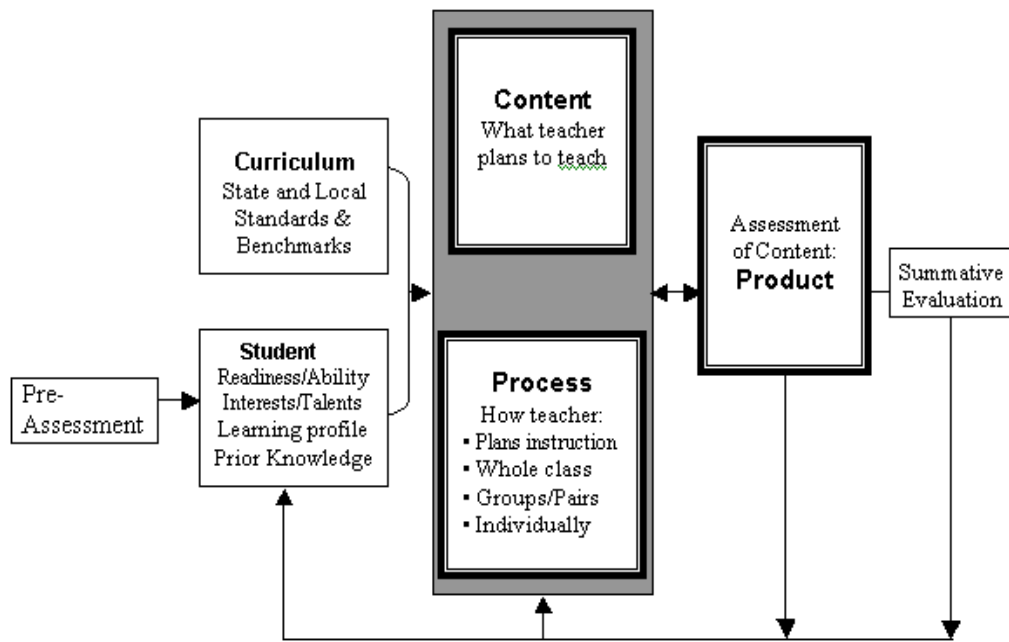 Content
What teacher
plans to teach
Curriculum
State and Local
Standards &
Benchmarks
Assessment
of Content:
Product
Summative
Evaluation
Pre-
Assessment
Student
Readiness/Ability
Interests/Talents
Learning profile
Prior Knowledge
Process
How teacher:
▪ Plans instruction
▪ Whole class
▪ Groups/Pairs
▪ Individually